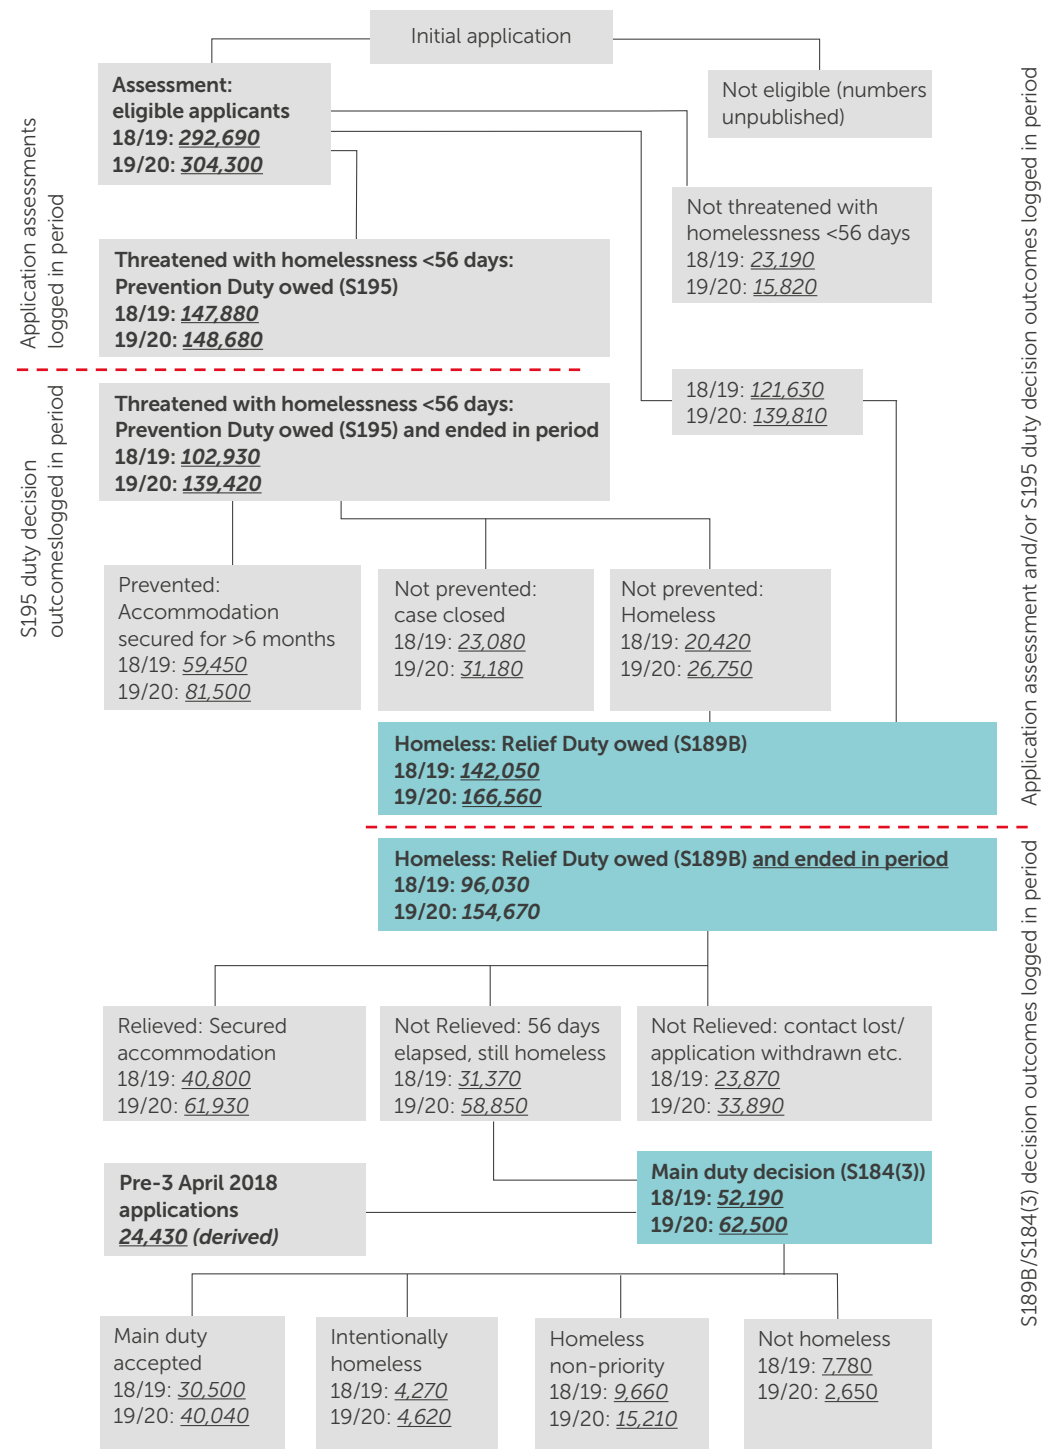 Initial application
Assessment:
eligible applicants
18/19: 292,690
19/20: 304,300
Not eligible (numbers
unpublished)
Application assessments
logged in period
Not threatened with
homelessness <56 days
18/19: 23,190
19/20: 15,820
Threatened with homelessness <56 days:
Prevention Duty owed (S195)
18/19: 147,880
19/20: 148,680
Application assessment and/or S195 duty decision outcomes logged in period
18/19: 121,630
19/20: 139,810
S195 duty decision
outcomeslogged in period
Threatened with homelessness <56 days:
Prevention Duty owed (S195) and ended in period
18/19: 102,930
19/20: 139,420
Prevented:
Accommodation
secured for >6 months
18/19: 59,450
19/20: 81,500
Not prevented:
case closed
18/19: 23,080
19/20: 31,180
Not prevented:
Homeless
18/19: 20,420
19/20: 26,750
Homeless: Relief Duty owed (S189B)
18/19: 142,050
19/20: 166,560
Homeless: Relief Duty owed (S189B) and ended in period
18/19: 96,030
19/20: 154,670
S189B/S184(3) decision outcomes logged in period
Relieved: Secured
accommodation
18/19: 40,800
19/20: 61,930
Not Relieved: 56 days
elapsed, still homeless
18/19: 31,370
19/20: 58,850
Not Relieved: contact lost/
application withdrawn etc.
18/19: 23,870
19/20: 33,890
Pre-3 April 2018
applications
24,430 (derived)
Main duty decision (S184(3))
18/19: 52,190
19/20: 62,500
Main duty
accepted
18/19: 30,500
19/20: 40,040
Intentionally
homeless
18/19: 4,270
19/20: 4,620
Homeless
non-priority
18/19: 9,660
19/20: 15,210
Not homeless
18/19: 7,780
19/20: 2,650